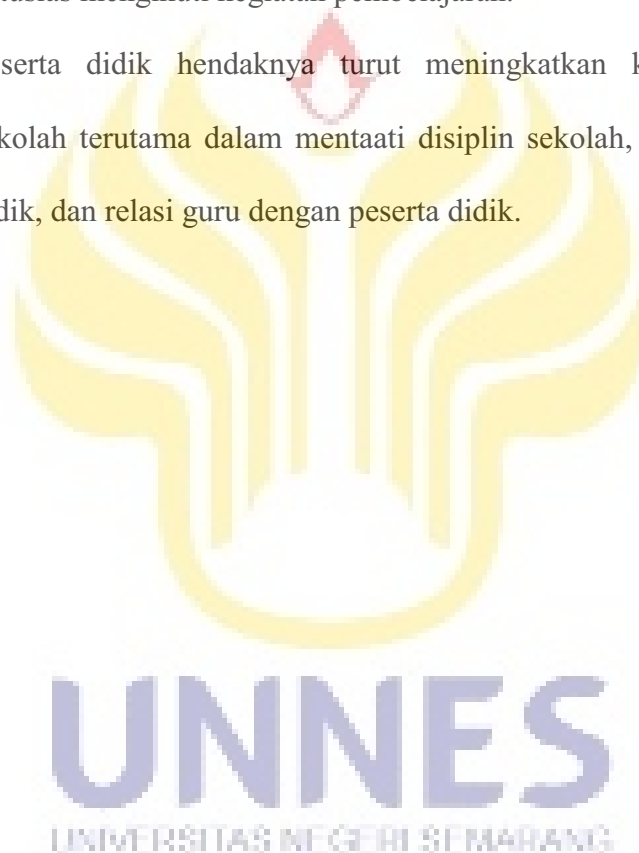 mengikuti kegiatan pembelajaran.
serta didik hendaknya turut meningkatkan k
kolah terutama dalam mentaati disiplin sekolah,
dik, dan relasi guru dengan peserta didik.
UNNES
UNIVERSITAS NEGERI SEMARANG